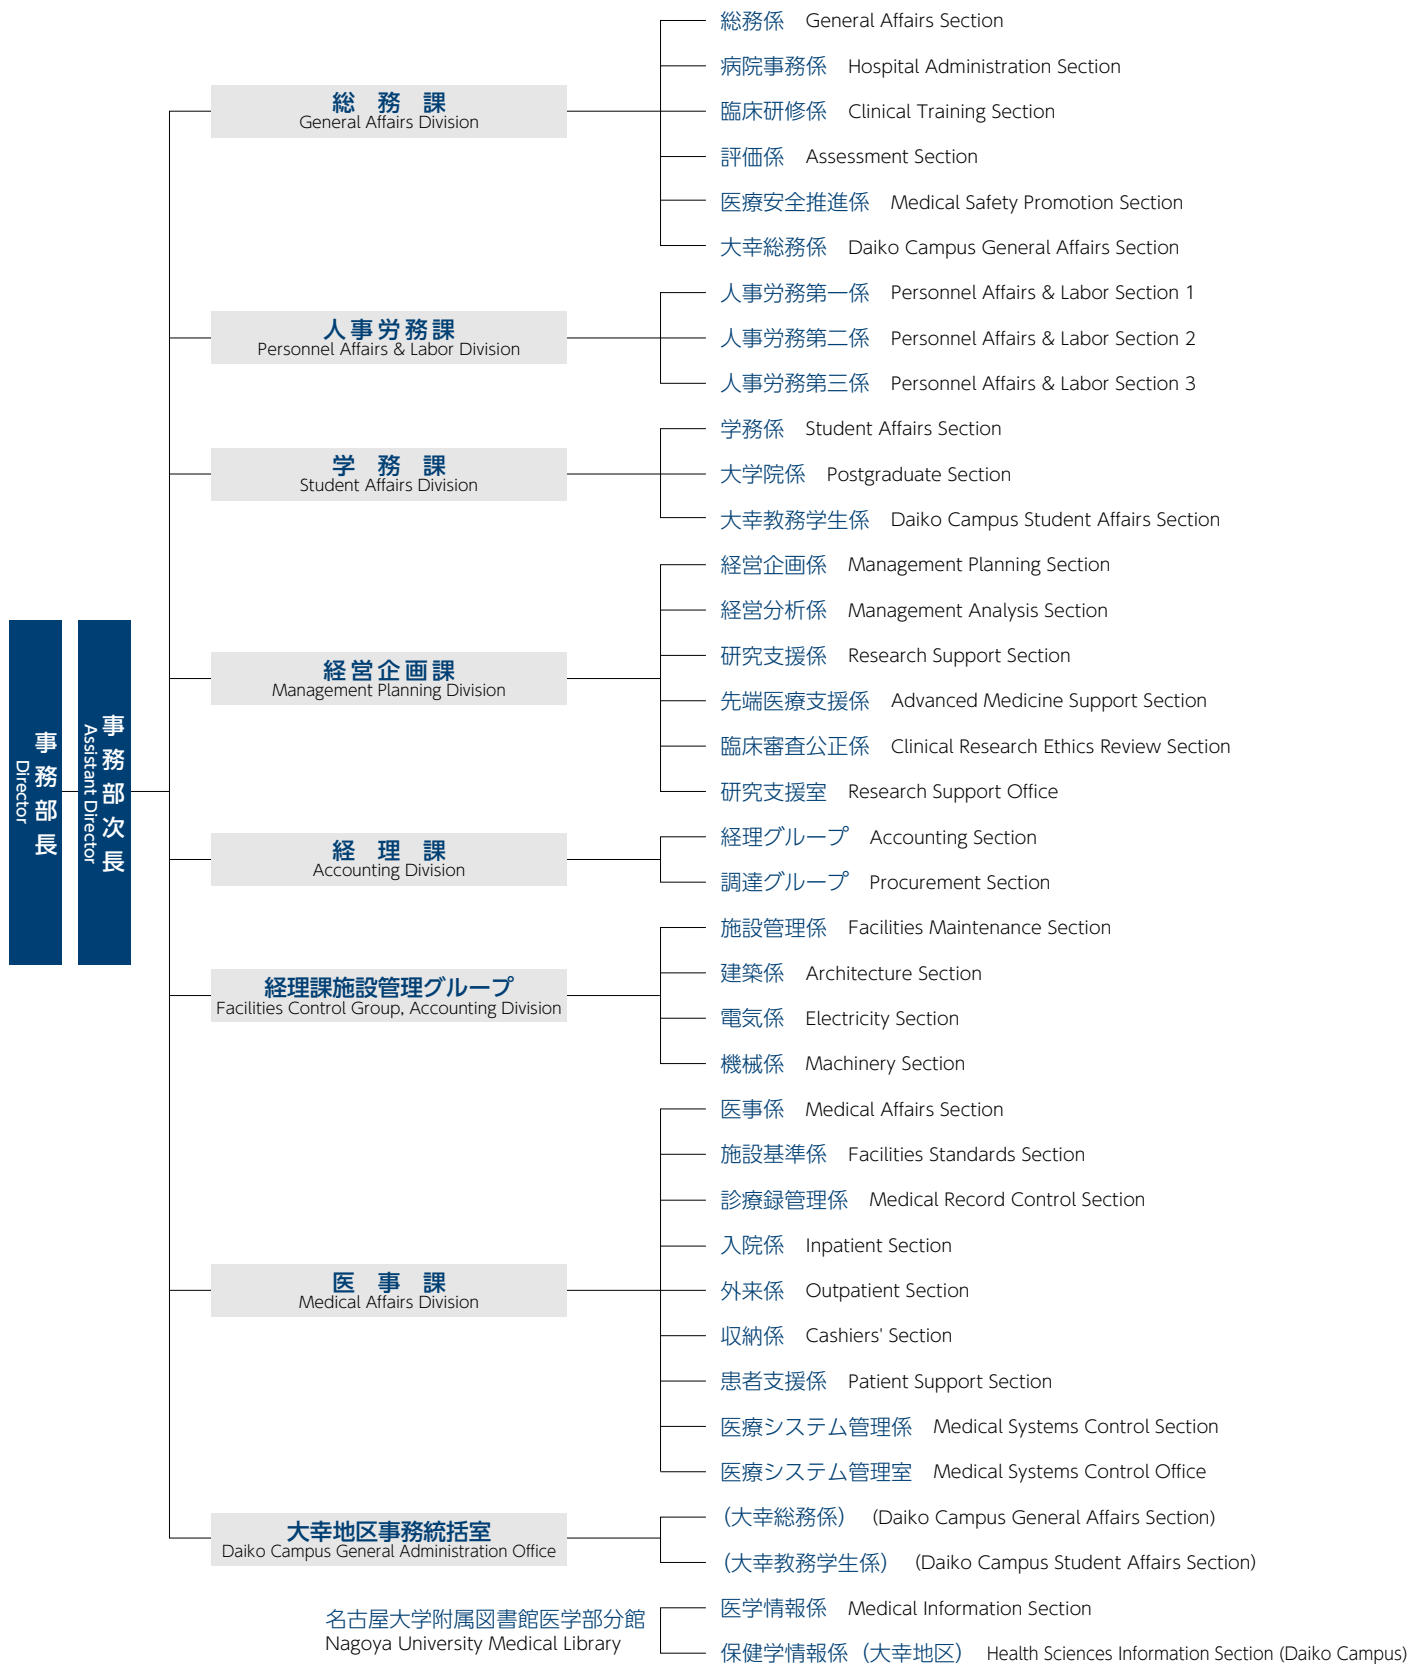 事務部長
Director
事務部次長
Assistant Director
総務課
General Affairs Division
総務係 General Affairs Section
病院事務係 Hospital Administration Section
臨床研修係 Clinical Training Section
評価係 Assessment Section
医療安全推進係 Medical Safety Promotion Section
大幸総務係 Daiko Campus General Affairs Section
人事労務課
Personnel Affairs & Labor Division
人事労務第一係 Personnel Affairs & Labor Section 1
人事労務第二係 Personnel Affairs & Labor Section 2
人事労務第三係 Personnel Affairs & Labor Section 3
学務課
Student Affairs Division
学務係 Student Affairs Section
大学院係 Postgraduate Section
大幸教務学生係 Daiko Campus Student Affairs Section
経営企画課
Management Planning Division
経営企画係 Management Planning Section
経営分析係 Management Analysis Section
研究支援係 Research Support Section
先端医療支援係 Advanced Medicine Support Section
臨床審査公正係 Clinical Research Ethics Review Section
研究支援室 Research Support Office
経理課
Accounting Division
経理グループ Accounting Section
調達グループ Procurement Section
経理課施設管理グループ
Facilities Control Group, Accounting Division
施設管理係 Facilities Maintenance Section
建築係 Architecture Section
電気係 Electricity Section
機械係 Machinery Section
医事課
Medical Affairs Division
医事係 Medical Affairs Section
施設基準係 Facilities Standards Section
診療録管理係 Medical Record Control Section
入院係 Inpatient Section
外来係 Outpatient Section
収納係 Cashiers' Section
患者支援係 Patient Support Section
医療システム管理係 Medical Systems Control Section
医療システム管理室 Medical Systems Control Office
大幸地区事務統括室
Daiko Campus General Administration Office
（大幸総務係） (Daiko Campus General Affairs Section)
（大幸教務学生係） (Daiko Campus Student Affairs Section)
名古屋大学附属図書館医学部分館
Nagoya University Medical Library
医学情報係 Medical Information Section
保健学情報係（大幸地区） Health Sciences Information Section (Daiko Campus)